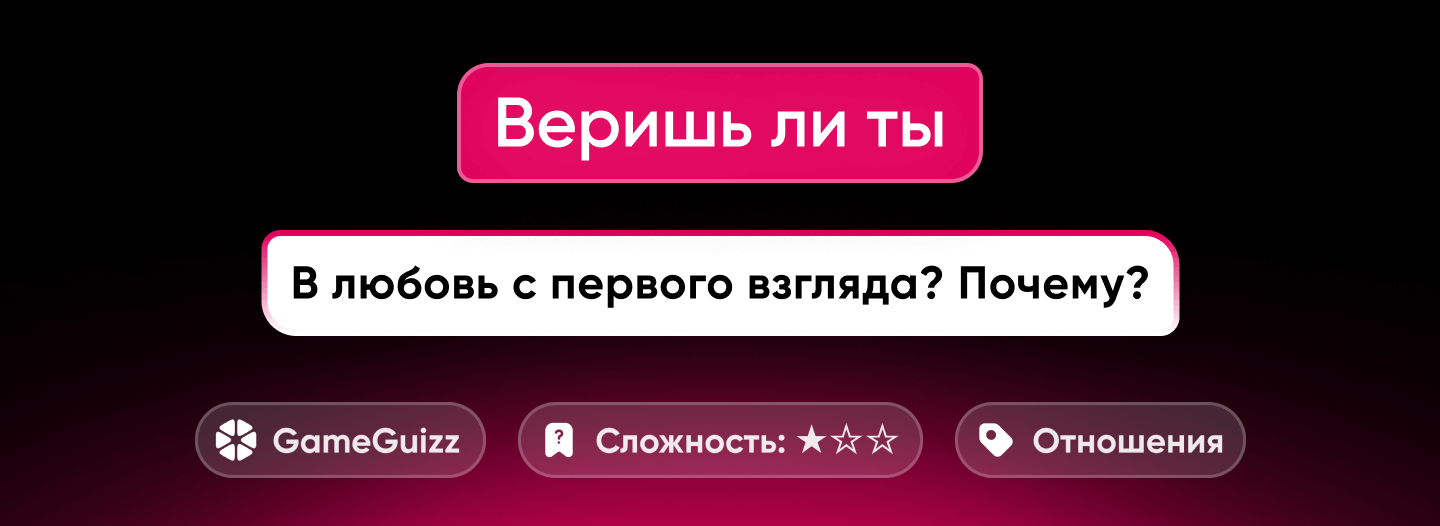 Веришь ли ты
В любовь с первого взгляда? Почему?
GameGuizz
Сложность: ★☆☆
Отношения